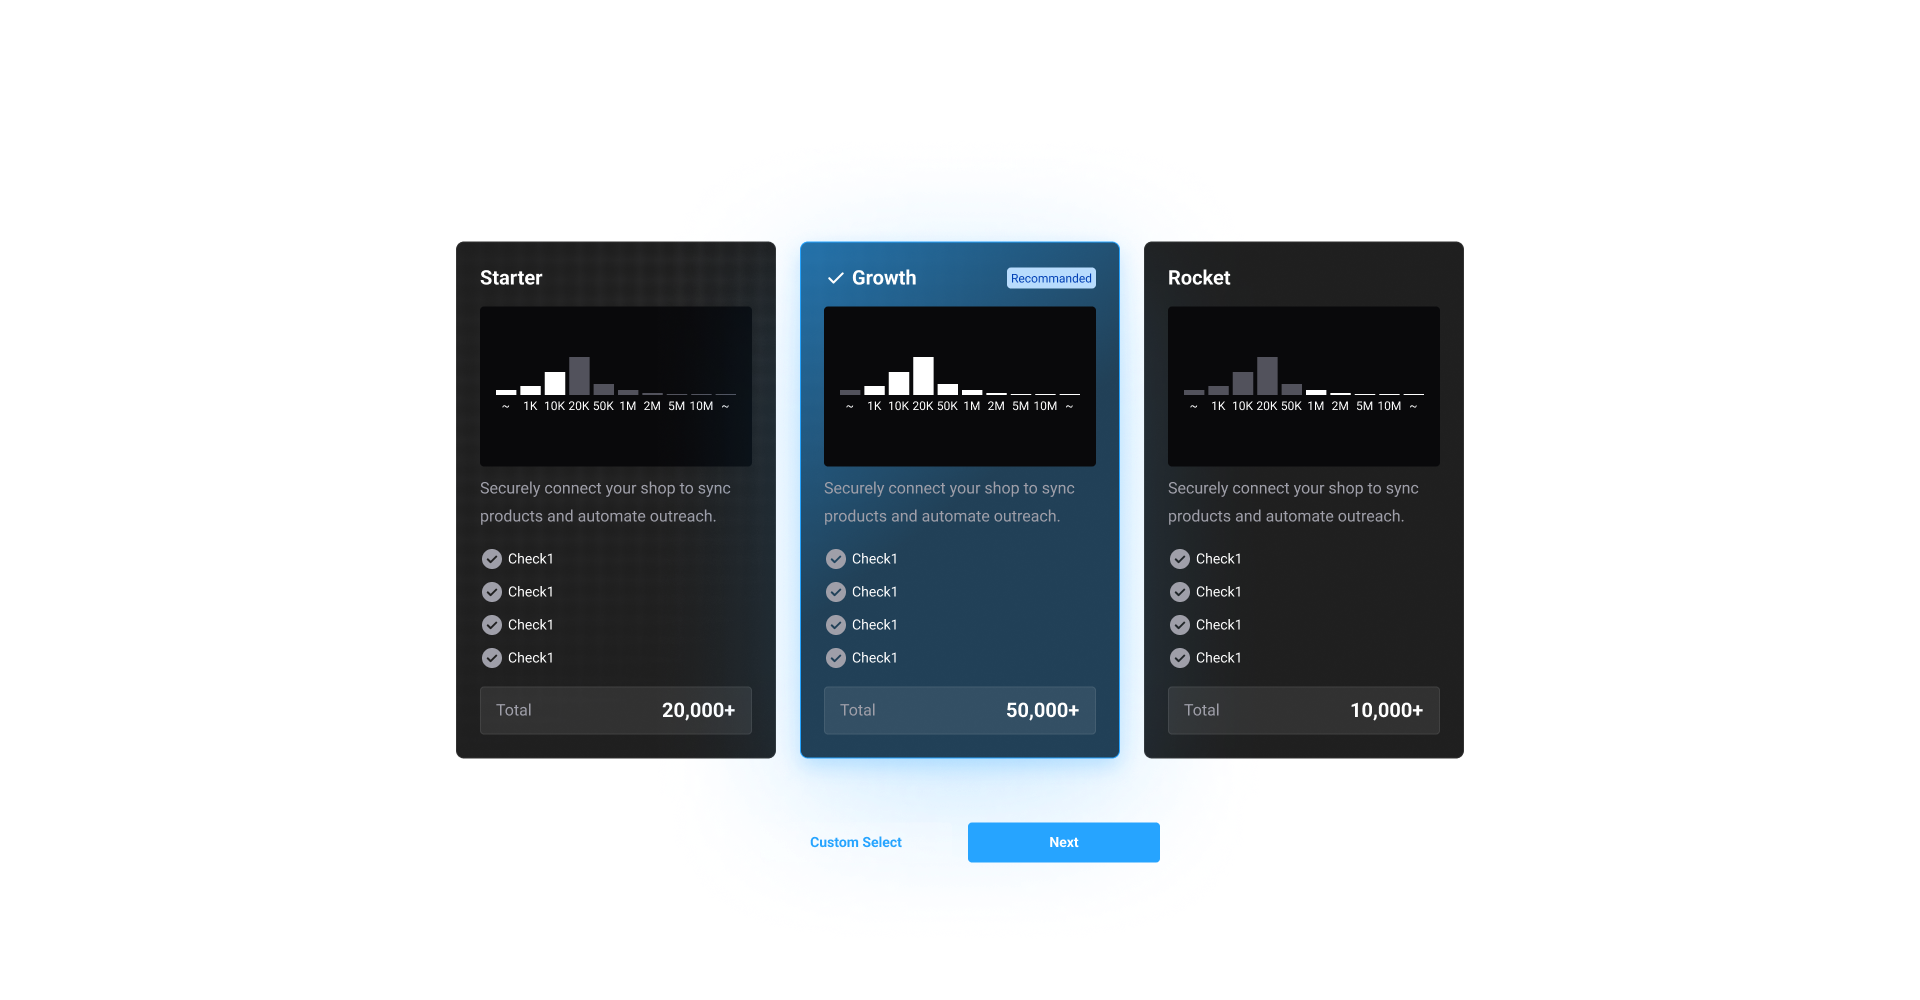 Starter
~ 1K 10K 20K 50K 1M 2M 5M 10M ~
Securely connect your shop to sync
products and automate outreach.
Check1
Check1
Check1
Check1
Total 20,000+
Growth Recommanded
~ 1K 10K 20K 50K 1M 2M 5M 10M ~
Securely connect your shop to sync
products and automate outreach.
Check1
Check1
Check1
Check1
Total 50,000+
Rocket
~ 1K 10K 20K 50K 1M 2M 5M 10M ~
Securely connect your shop to sync
products and automate outreach.
Check1
Check1
Check1
Check1
Total 10,000+
Custom Select
Next